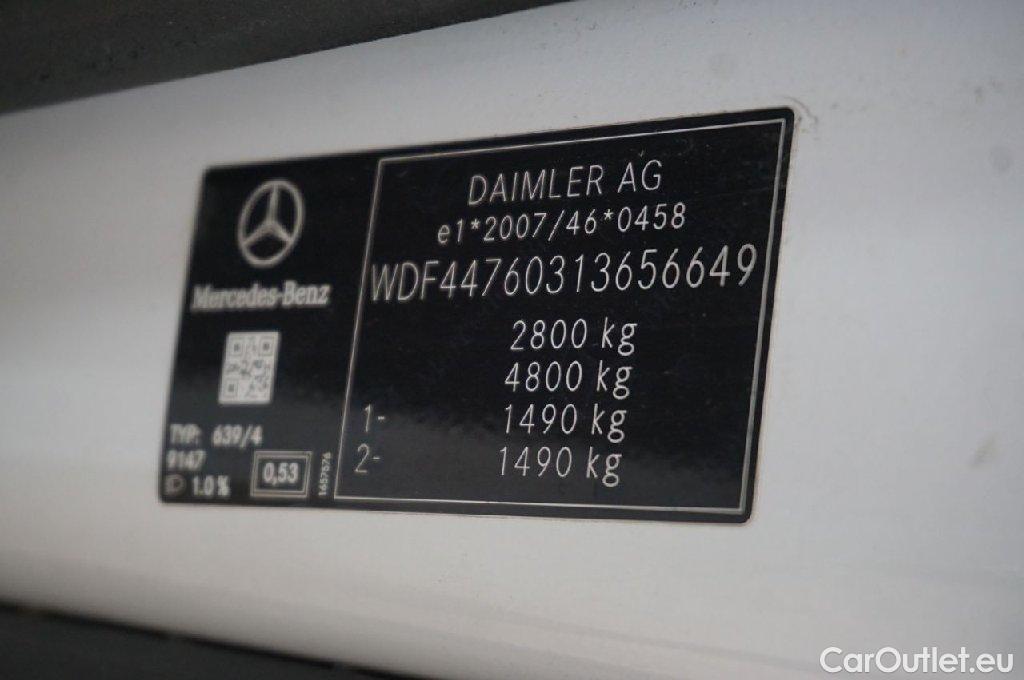 Mercedes-Benz
TYP: 639/4
9147
1.0 %
0,53
1657576
DAIMLER AG
e1*2007/46*0458
WDF44760313656649
2800 kg
4800 kg
1- 1490 kg
2- 1490 kg
CarOutlet.eu